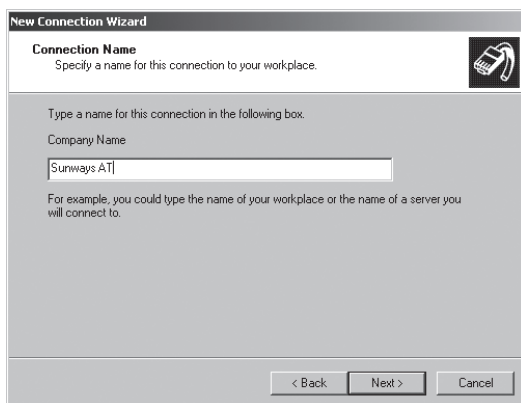 New Connection Wizard
Connection Name
Specify a name for this connection to your workplace.
Type a name for this connection in the following box.
Company Name
Sunways AT
For example, you could type the name of your workplace or the name of a server you
will connect to.
< Back
Next >
Cancel